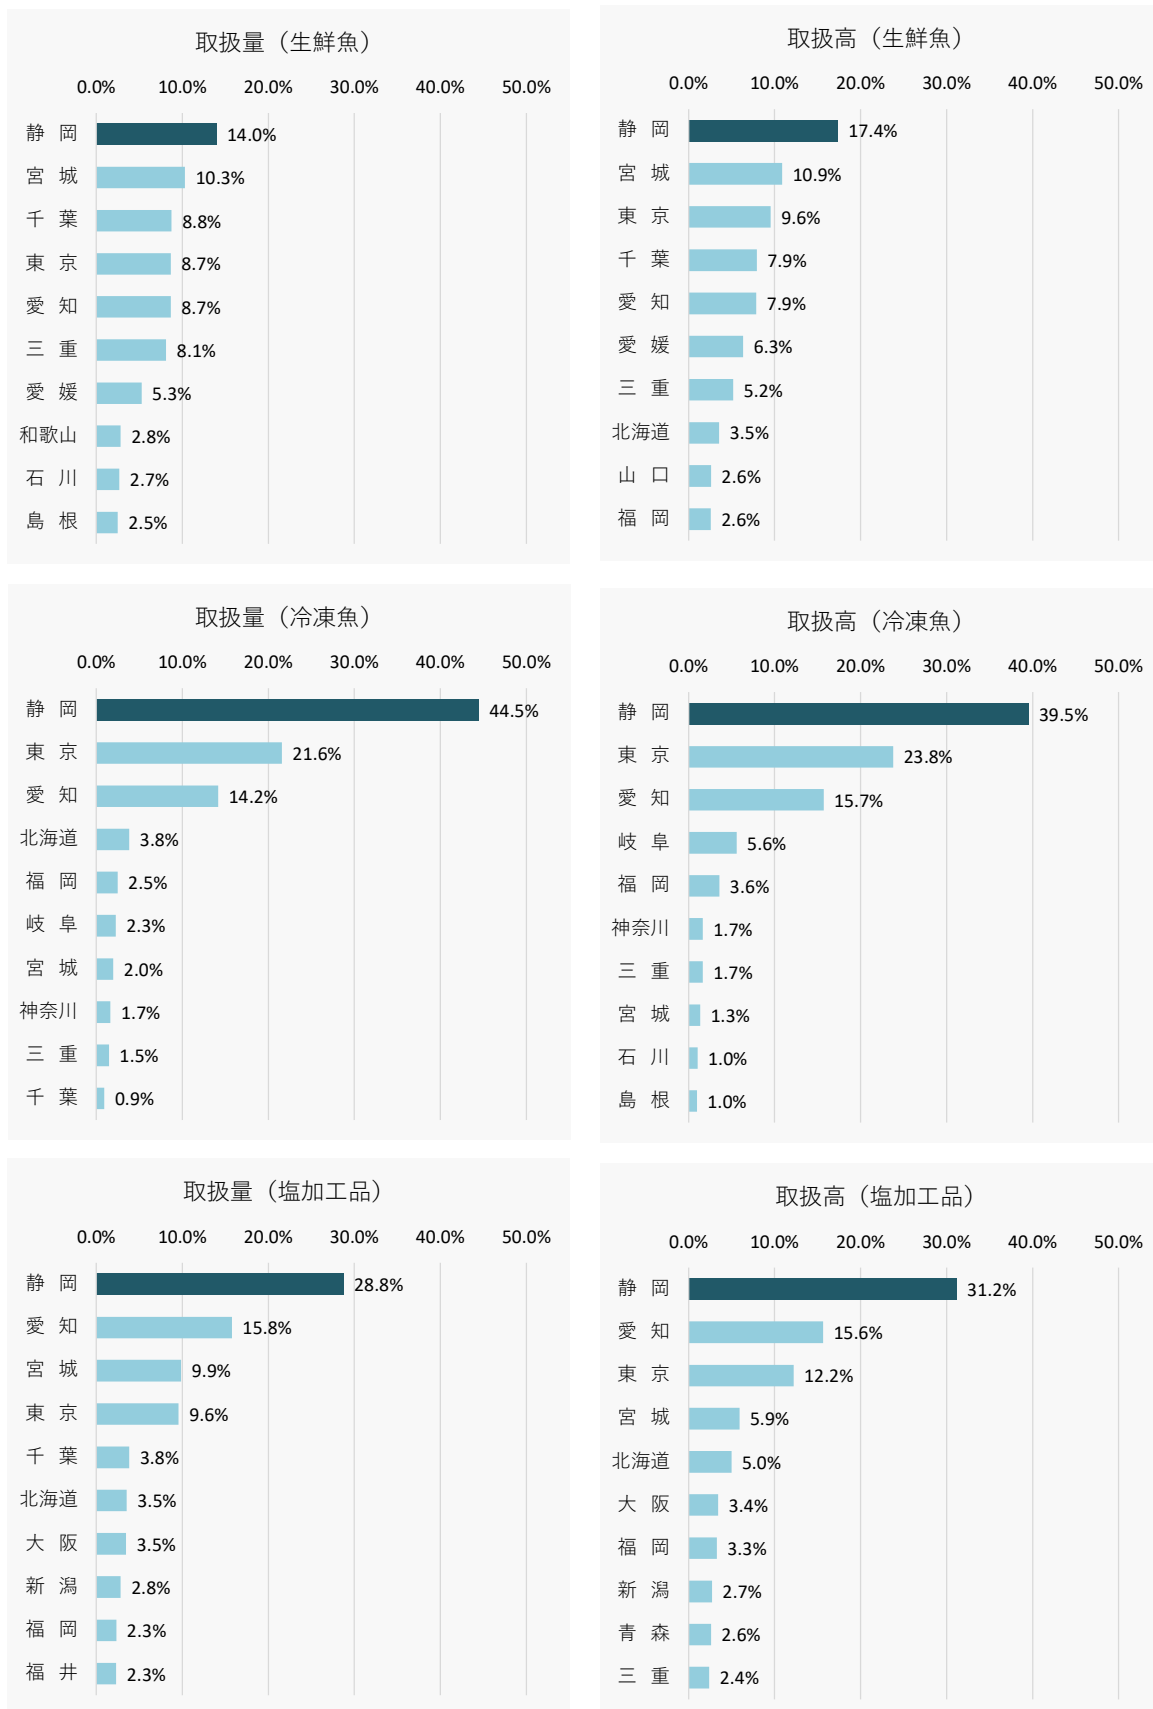 取扱量（生鮮魚）
0.0% 10.0% 20.0% 30.0% 40.0% 50.0%
静 岡 14.0%
宮 城 10.3%
千 葉 8.8%
東 京 8.7%
愛 知 8.7%
三 重 8.1%
愛 媛 5.3%
和歌山 2.8%
石 川 2.7%
島 根 2.5%
取扱高（生鮮魚）
0.0% 10.0% 20.0% 30.0% 40.0% 50.0%
静 岡 17.4%
宮 城 10.9%
東 京 9.6%
千 葉 7.9%
愛 知 7.9%
愛 媛 6.3%
三 重 5.2%
北海道 3.5%
山 口 2.6%
福 岡 2.6%
取扱量（冷凍魚）
0.0% 10.0% 20.0% 30.0% 40.0% 50.0%
静 岡 44.5%
東 京 21.6%
愛 知 14.2%
北海道 3.8%
福 岡 2.5%
岐 阜 2.3%
宮 城 2.0%
神奈川 1.7%
三 重 1.5%
千 葉 0.9%
取扱高（冷凍魚）
0.0% 10.0% 20.0% 30.0% 40.0% 50.0%
静 岡 39.5%
東 京 23.8%
愛 知 15.7%
岐 阜 5.6%
福 岡 3.6%
神奈川 1.7%
三 重 1.7%
宮 城 1.3%
石 川 1.0%
島 根 1.0%
取扱量（塩加工品）
0.0% 10.0% 20.0% 30.0% 40.0% 50.0%
静 岡 28.8%
愛 知 15.8%
宮 城 9.9%
東 京 9.6%
千 葉 3.8%
北海道 3.5%
大 阪 3.5%
新 潟 2.8%
福 岡 2.3%
福 井 2.3%
取扱高（塩加工品）
0.0% 10.0% 20.0% 30.0% 40.0% 50.0%
静 岡 31.2%
愛 知 15.6%
東 京 12.2%
宮 城 5.9%
北海道 5.0%
大 阪 3.4%
福 岡 3.3%
新 潟 2.7%
青 森 2.6%
三 重 2.4%